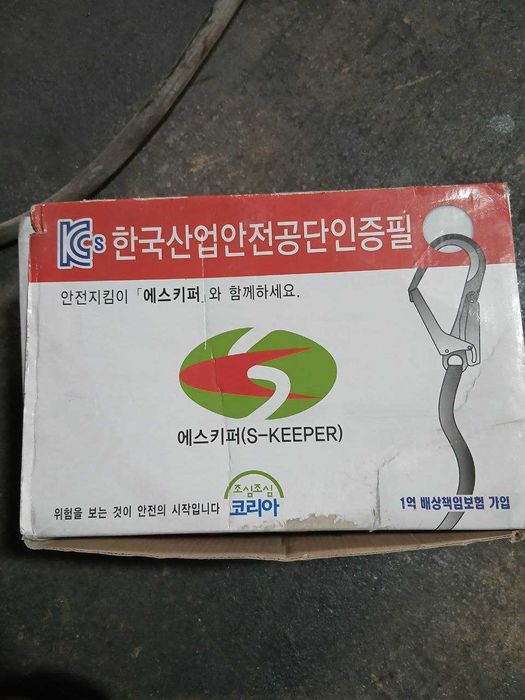 KCs 한국산업안전공단인증필
안전지킴이 「에스키퍼」와 함께하세요.
에스키퍼(S-KEEPER)
조심조심
코리아
위험을 보는 것이 안전의 시작입니다
1억 배상책임보험 가입